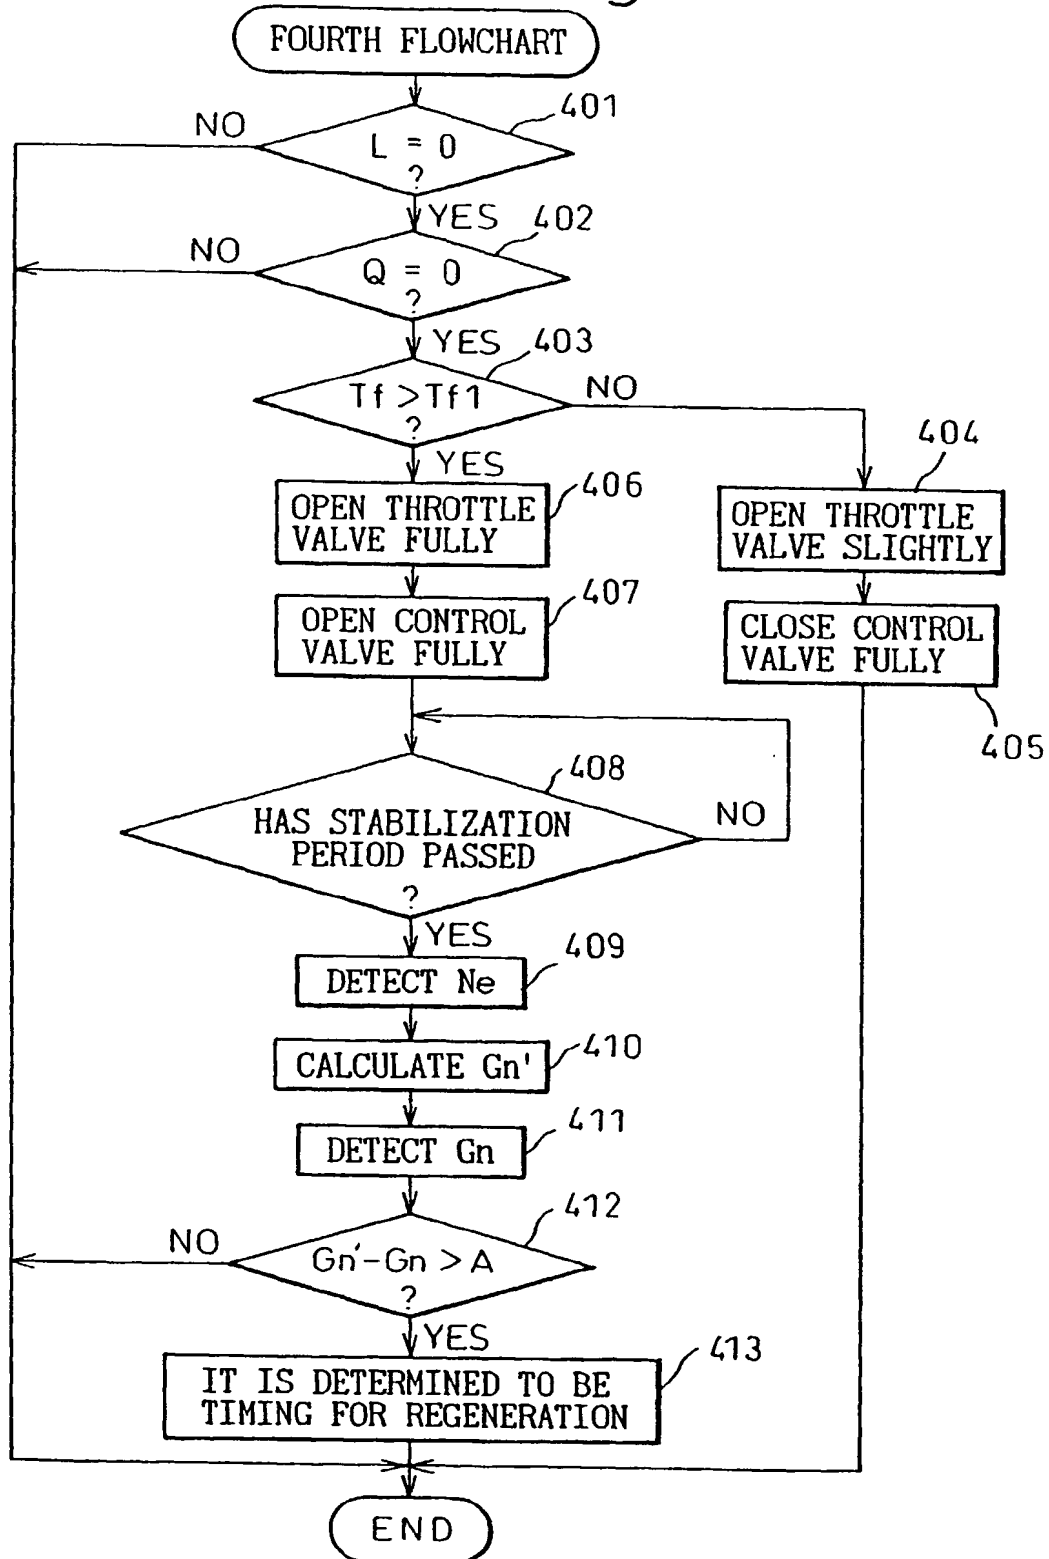 FOURTH FLOWCHART
401
NO
L = 0
?
YES
402
NO
Q = 0
?
YES
403
Tf > Tf1
?
NO
YES
404
406
OPEN THROTTLE
VALVE FULLY
OPEN THROTTLE
VALVE SLIGHTLY
407
OPEN CONTROL
VALVE FULLY
CLOSE CONTROL
VALVE FULLY
405
408
HAS STABILIZATION
PERIOD PASSED
?
NO
YES
409
DETECT Ne
410
CALCULATE Gn'
411
DETECT Gn
412
NO
Gn'-Gn > A
?
YES
413
IT IS DETERMINED TO BE
TIMING FOR REGENERATION
END